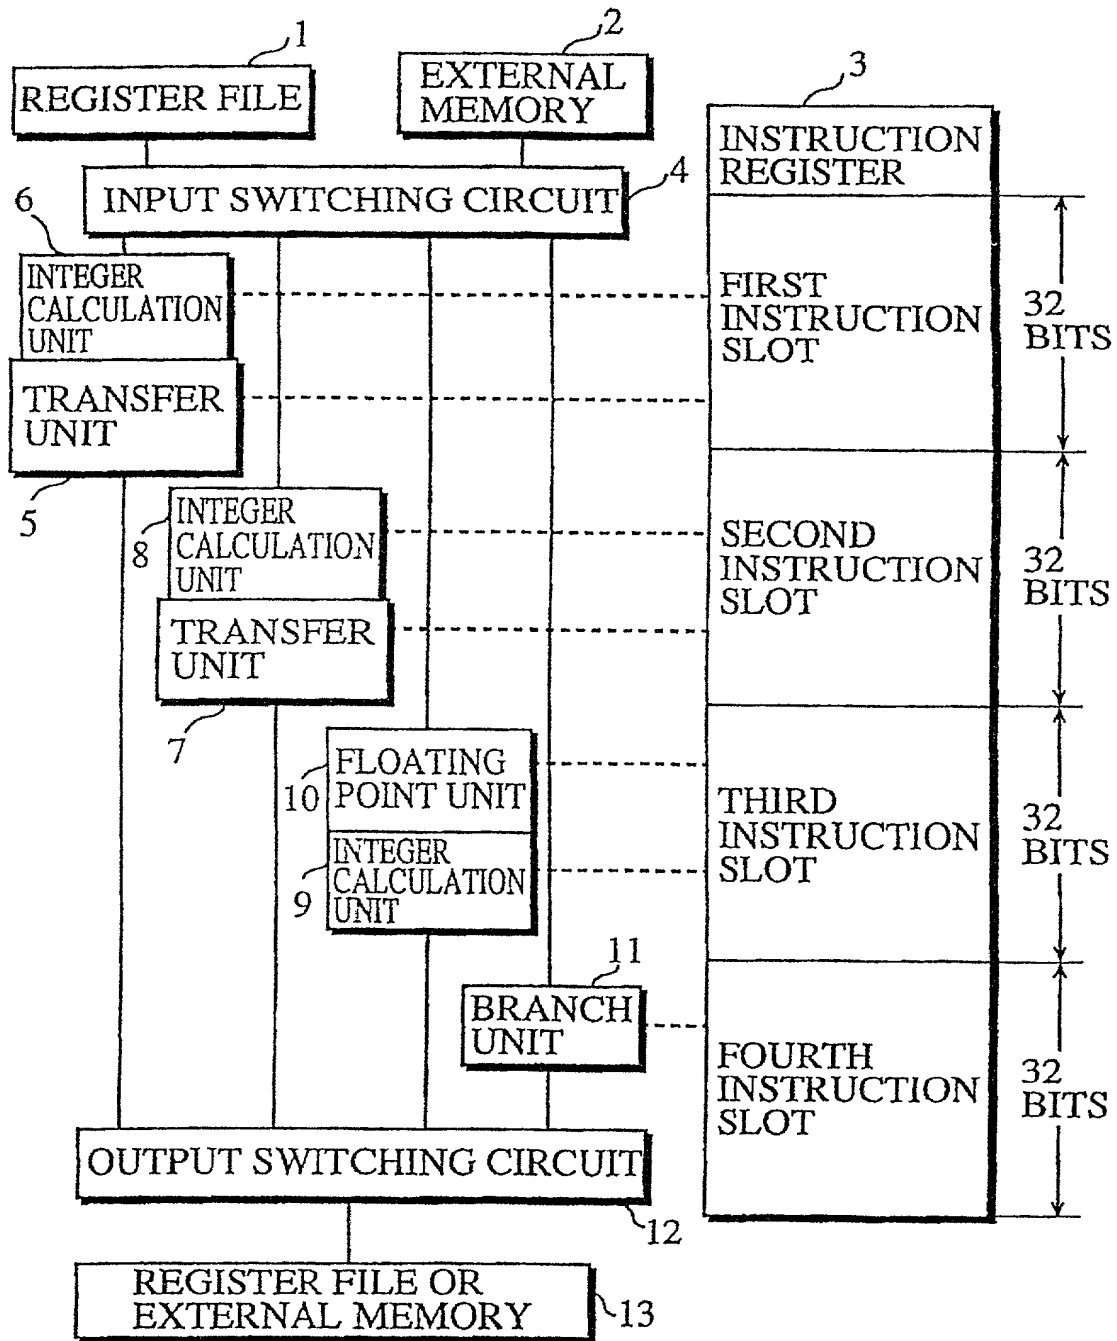 1
REGISTER FILE
2
EXTERNAL
MEMORY
3
INSTRUCTION
REGISTER
INPUT SWITCHING CIRCUIT
4
6
INTEGER
CALCULATION
UNIT
TRANSFER
UNIT
5
FIRST
INSTRUCTION
SLOT
32
BITS
INTEGER
CALCULATION
UNIT
8
TRANSFER
UNIT
7
SECOND
INSTRUCTION
SLOT
32
BITS
FLOATING
POINT UNIT
10
INTEGER
CALCULATION
UNIT
9
THIRD
INSTRUCTION
SLOT
32
BITS
11
BRANCH
UNIT
FOURTH
INSTRUCTION
SLOT
32
BITS
OUTPUT SWITCHING CIRCUIT
12
REGISTER FILE OR
EXTERNAL MEMORY
13